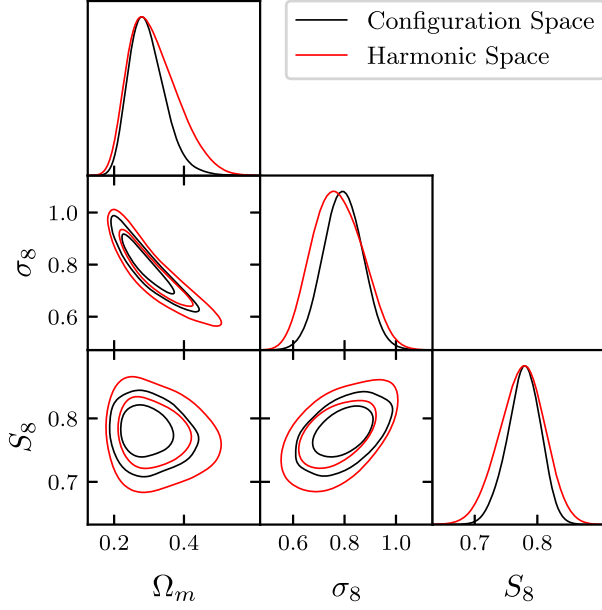 Configuration Space
Harmonic Space
σ₈
1.0
0.8
0.6
S₈
0.8
0.7
0.2 0.4 0.6 0.8 1.0 0.7 0.8
Ωₘ σ₈ S₈